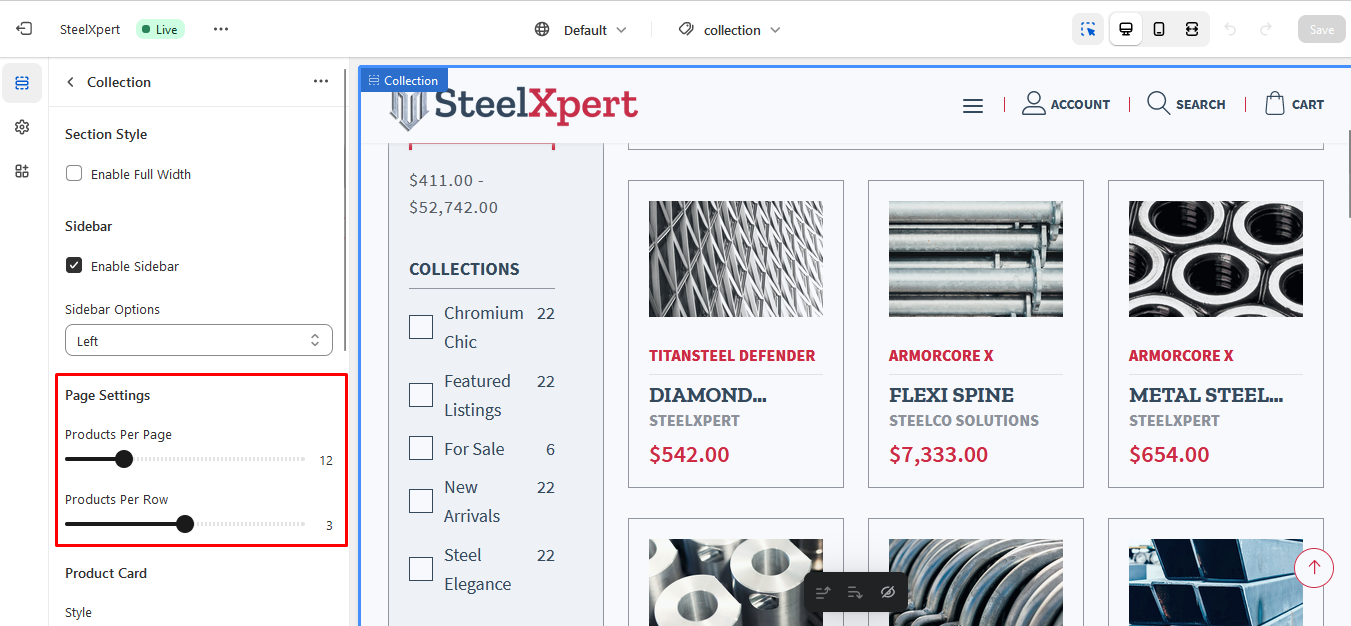 SteelXpert
Live
Default
collection
Save
Collection
Section Style
Enable Full Width
Sidebar
Enable Sidebar
Sidebar Options
Left
Page Settings
Products Per Page
12
Products Per Row
3
Product Card
Style
Collection
SteelXpert
ACCOUNT
SEARCH
CART
$411.00 -
$52,742.00
COLLECTIONS
Chromium 22
Chic
Featured 22
Listings
For Sale 6
New 22
Arrivals
Steel 22
Elegance
TITANSTEEL DEFENDER
DIAMOND...
STEELXPERT
$542.00
ARMORCORE X
FLEXI SPINE
STEELCO SOLUTIONS
$7,333.00
ARMORCORE X
METAL STEEL...
STEELXPERT
$654.00